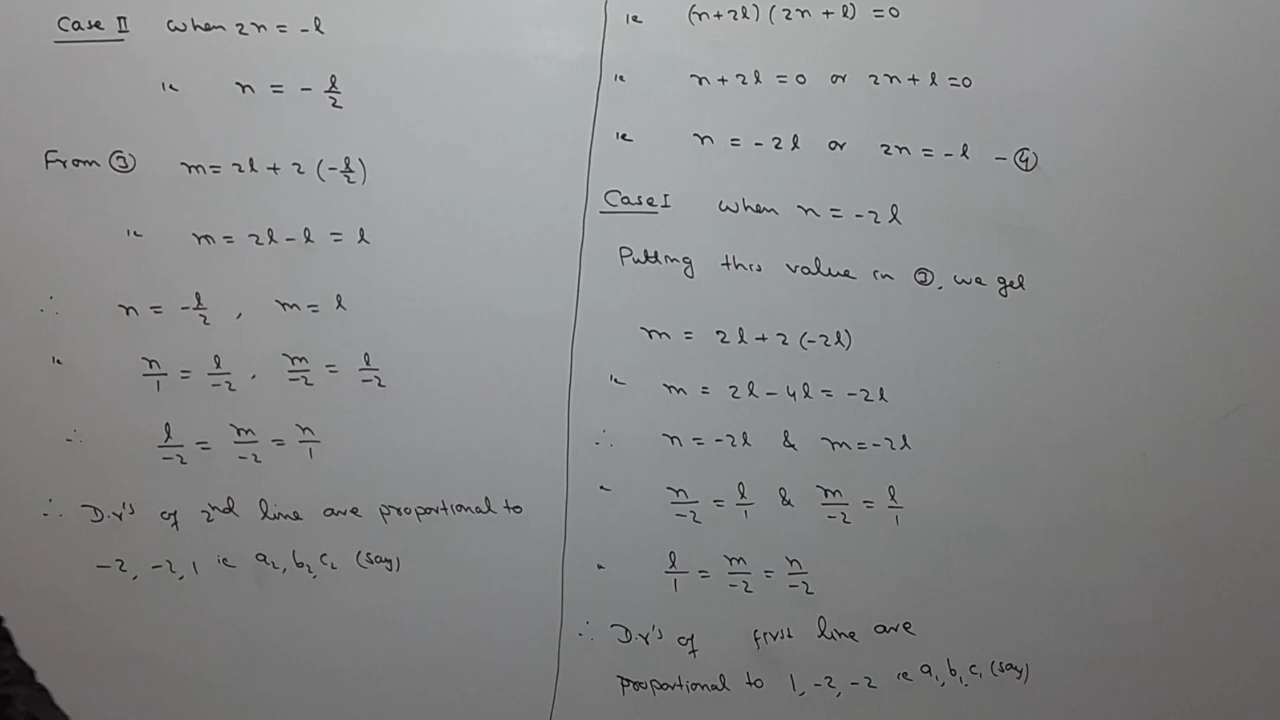 Case II when 2n = -l
ie n = - l/2
From ③ m = 2l + 2 (-l/2)
ie m = 2l - l = l
∴ n = -l/2 , m = l
ie n/1 = l/-2 , m/-2 = l/-2
∴ l/-2 = m/-2 = n/1
∴ D.r's of 2nd line are proportional to
-2, -2, 1 ie a₂, b₂, c₂ (say)
ie (n+2l) (2n + l) = 0
ie n + 2l = 0 or 2n + l = 0
ie n = -2l or 2n = -l - ④
Case I when n = -2l
Putting this value in ③, we get
m = 2l + 2 (-2l)
ie m = 2l - 4l = -2l
∴ n = -2l & m = -2l
" n/-2 = l/1 & m/-2 = l/1
" l/1 = m/-2 = n/-2
∴ D.r's of first line are
proportional to 1, -2, -2 ie a₁, b₁, c₁ (say)